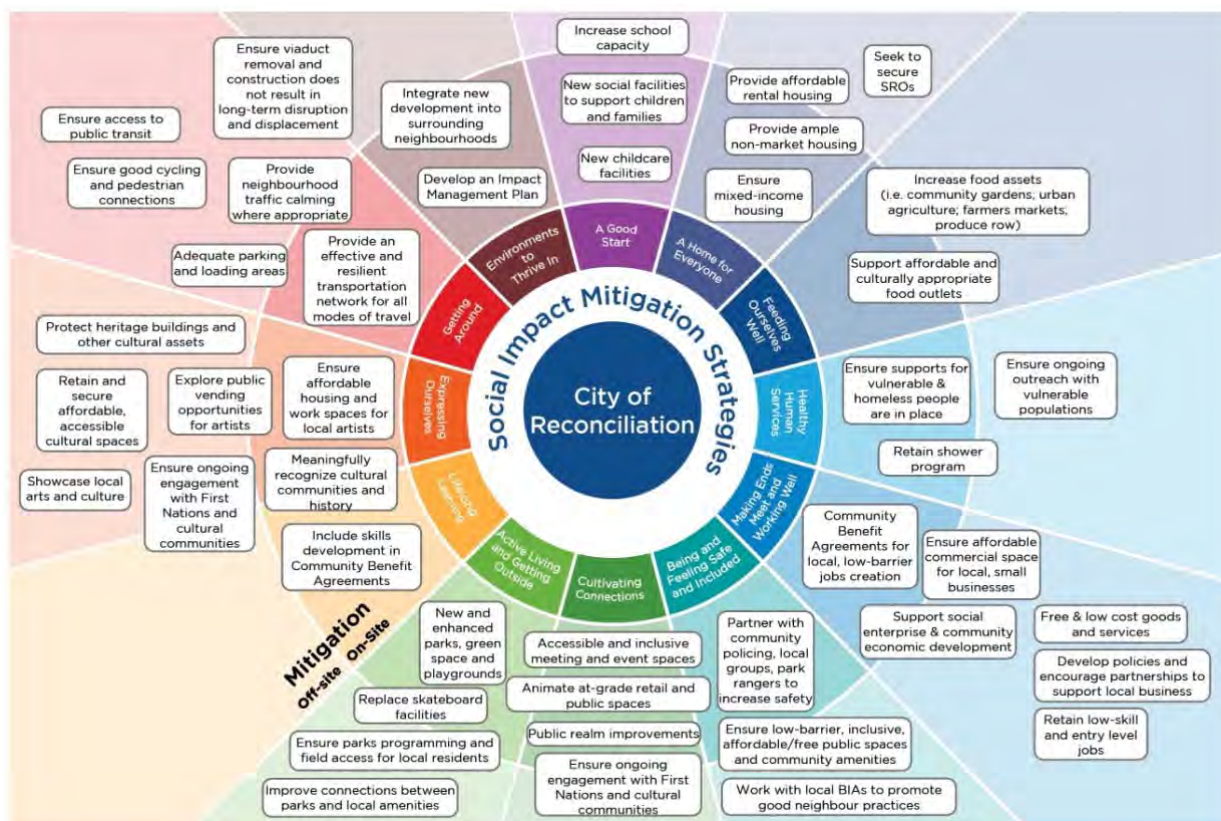 Increase school
capacity
New social facilities
to support children
and families
New childcare
facilities
Seek to
secure
SROs
Provide affordable
rental housing
Provide ample
non-market housing
Ensure
mixed-income
housing
Increase food assets
(i.e. community gardens; urban
agriculture; farmers markets;
produce row)
Support affordable and
culturally appropriate
food outlets
Ensure supports for
vulnerable &
homeless people
are in place
Ensure ongoing
outreach with
vulnerable
populations
Retain shower
program
Community
Benefit
Agreements for
local, low-barrier
jobs creation
Ensure affordable
commercial space
for local, small
businesses
Support social
enterprise & community
economic development
Free & low cost goods
and services
Develop policies and
encourage partnerships to
support local business
Retain low-skill
and entry level
jobs
Partner with
community
policing, local
groups, park
rangers to
increase safety
Ensure low-barrier, inclusive,
affordable/free public spaces
and community amenities
Work with local BIAs to promote
good neighbour practices
Accessible and inclusive
meeting and event spaces
Animate at-grade retail and
public spaces
Public realm improvements
Ensure ongoing
engagement with First
Nations and cultural
communities
New and
enhanced
parks, green
space and
playgrounds
Replace skateboard
facilities
Ensure parks programming and
field access for local residents
Improve connections between
parks and local amenities
Include skills
development in
Community Benefit
Agreements
Mitigation
On-Site
Off-site
Protect heritage buildings and
other cultural assets
Retain and
secure
affordable,
accessible
cultural spaces
Explore public
vending
opportunities
for artists
Ensure
affordable
housing and
work spaces for
local artists
Showcase local
arts and culture
Ensure ongoing
engagement
with First
Nations and
cultural
communities
Meaningfully
recognize cultural
communities and
history
Ensure access to
public transit
Ensure good cycling
and pedestrian
connections
Provide
neighbourhood
traffic calming
where appropriate
Adequate parking
and loading areas
Provide an
effective and
resilient
transportation
network for all
modes of travel
Ensure viaduct
removal and
construction does
not result in
long-term disruption
and displacement
Integrate new
development into
surrounding
neighbourhoods
Develop an Impact
Management Plan
A Good
Start
A Home for
Everyone
Feeding
Ourselves
Well
Healthy
Human
Services
Making Ends
Meet and
Working Well
Being and
Feeling Safe
and Included
Cultivating
Connections
Active Living
and Getting
Outside
Lifelong
Learning
Expressing
Ourselves
Getting
Around
Environments
to
Thrive In
Social Impact Mitigation Strategies
City of
Reconciliation